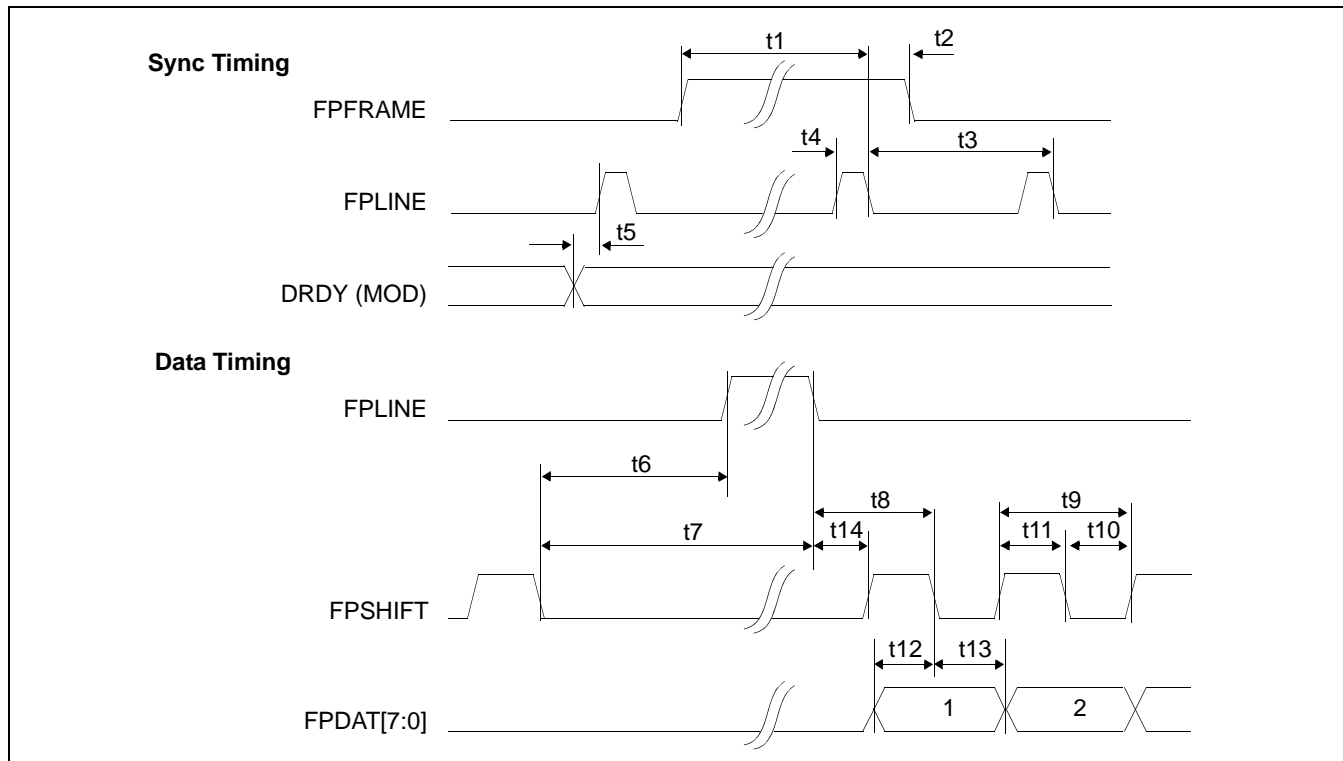 Sync Timing
t1
t2
FPFRAME
t4
t3
FPLINE
t5
DRDY (MOD)
Data Timing
FPLINE
t6
t8
t9
t7
t14
t11
t10
FPSHIFT
t12
t13
FPDAT[7:0]
1
2